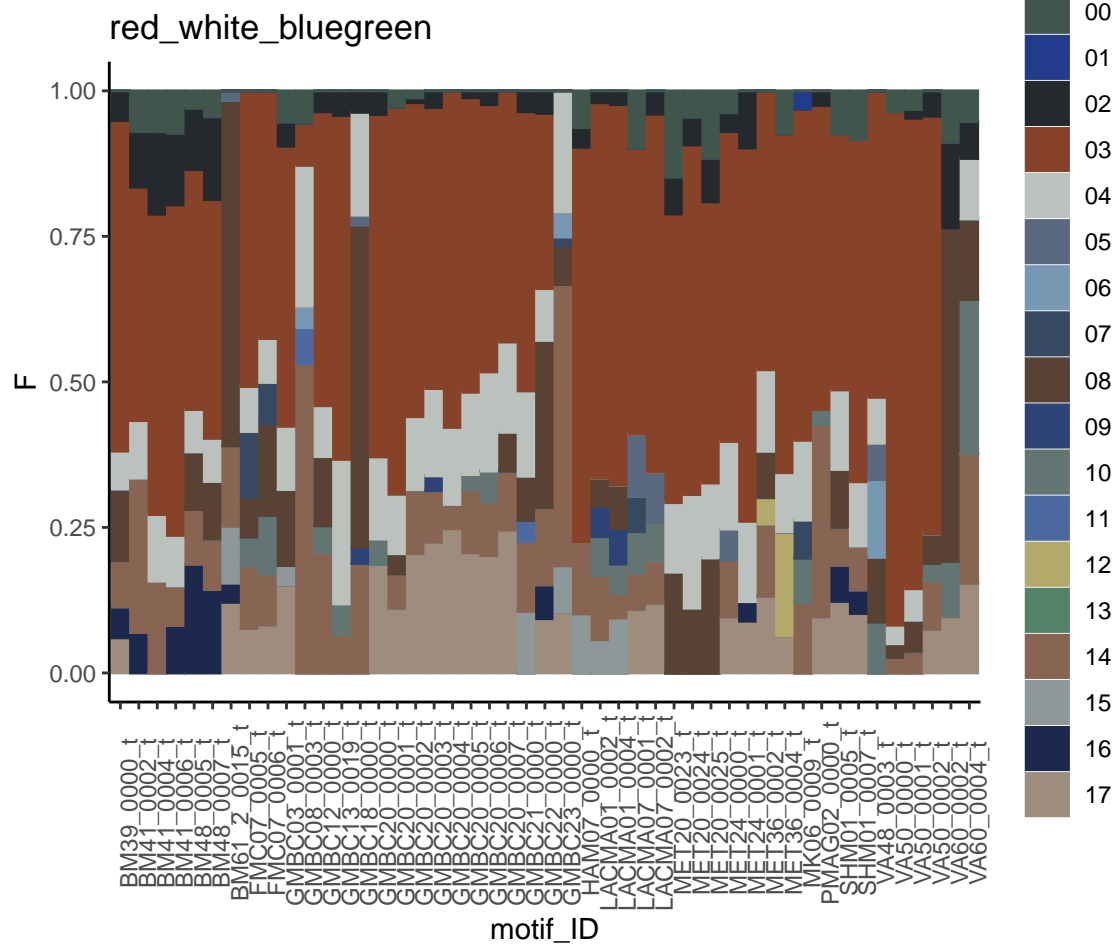 red_white_bluegreen
F
1.00
0.75
0.50
0.25
0.00
BM39_0000_t
BM41_0002_t
BM41_0004_t
BM41_0006_t
BM48_0005_t
BM48_0007_t
BM61_2_0015_t
FMC07_0005_t
FMC07_0006_t
GMBC03_0001_t
GMBC08_0003_t
GMBC12_0000_t
GMBC13_0019_t
GMBC18_0000_t
GMBC20_0000_t
GMBC20_0001_t
GMBC20_0002_t
GMBC20_0003_t
GMBC20_0004_t
GMBC20_0005_t
GMBC20_0006_t
GMBC20_0007_t
GMBC21_0000_t
GMBC22_0000_t
GMBC23_0000_t
HAM07_0000_t
LACMA01_0002_t
LACMA01_0004_t
LACMA07_0001_t
LACMA07_0002_t
MET20_0023_t
MET20_0024_t
MET20_0025_t
MET24_0000_t
MET24_0001_t
MET36_0002_t
MET36_0004_t
MK06_0009_t
PMAG02_0000_t
SHM01_0005_t
SHM01_0007_t
VA48_0003_t
VA50_0000_t
VA50_0001_t
VA50_0002_t
VA60_0002_t
VA60_0004_t
motif_ID
00
01
02
03
04
05
06
07
08
09
10
11
12
13
14
15
16
17